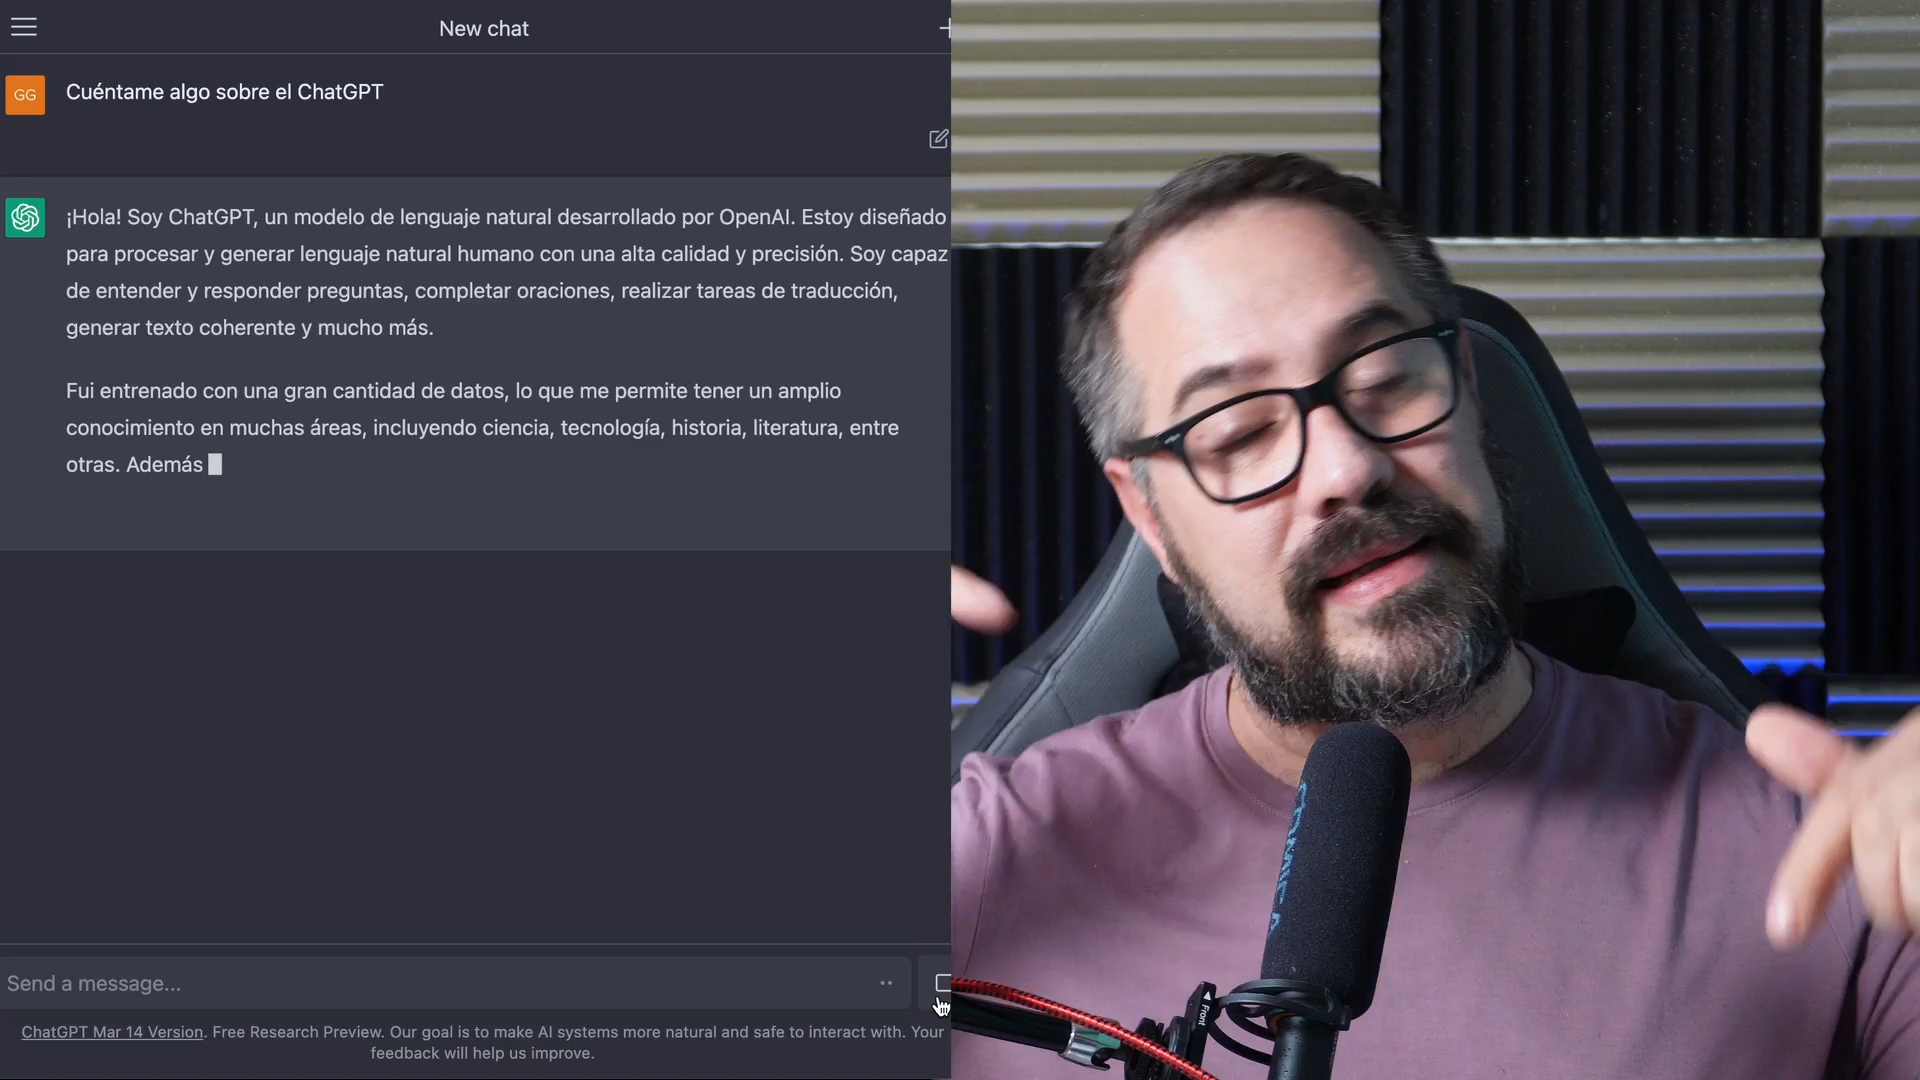 New chat
GG
Cuéntame algo sobre el ChatGPT
¡Hola! Soy ChatGPT, un modelo de lenguaje natural desarrollado por OpenAI. Estoy diseñado
para procesar y generar lenguaje natural humano con una alta calidad y precisión. Soy capaz
de entender y responder preguntas, completar oraciones, realizar tareas de traducción,
generar texto coherente y mucho más.
Fui entrenado con una gran cantidad de datos, lo que me permite tener un amplio
conocimiento en muchas áreas, incluyendo ciencia, tecnología, historia, literatura, entre
otras. Además
Send a message...
ChatGPT Mar 14 Version. Free Research Preview. Our goal is to make AI systems more natural and safe to interact with. Your
feedback will help us improve.
Front